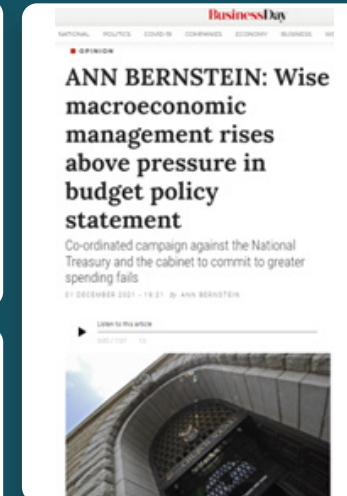 BusinessDay
NATIONAL POLITICS COVID-19 COMPANIES ECONOMY BUSINESS
OPINION
ANN BERNSTEIN: Wise
macroeconomic
management rises
above pressure in
budget policy
statement
Co-ordinated campaign against the National
Treasury and the cabinet to commit to greater
spending fails
01 DECEMBER 2021 - 19:21 by ANN BERNSTEIN
Listen to this article